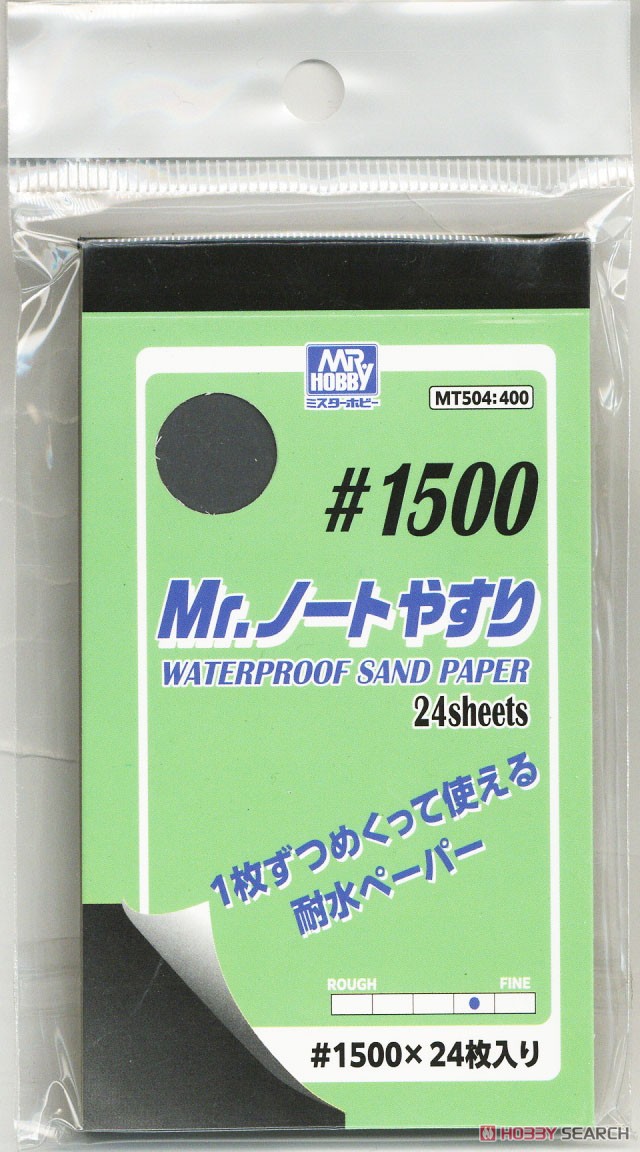 MR HOBBY
ミスターホビー
MT504:400
#1500
Mr.ノートやすり
WATERPROOF SAND PAPER
24sheets
1枚ずつめくって使える
耐水ペーパー
ROUGH FINE
#1500×24枚入り
HOBBY SEARCH